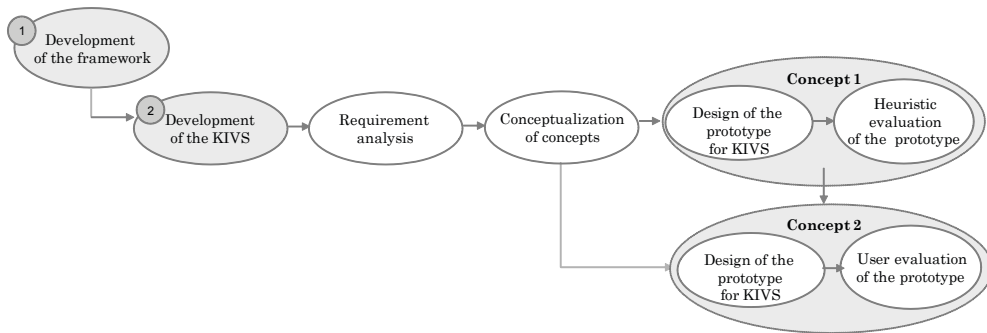 1
Development
of the framework
2
Development
of the KIVS
Requirement
analysis
Conceptualization
of concepts
Concept 1
Design of the
prototype
for KIVS
Heuristic
evaluation
of the prototype
Concept 2
Design of the
prototype
for KIVS
User evaluation
of the prototype